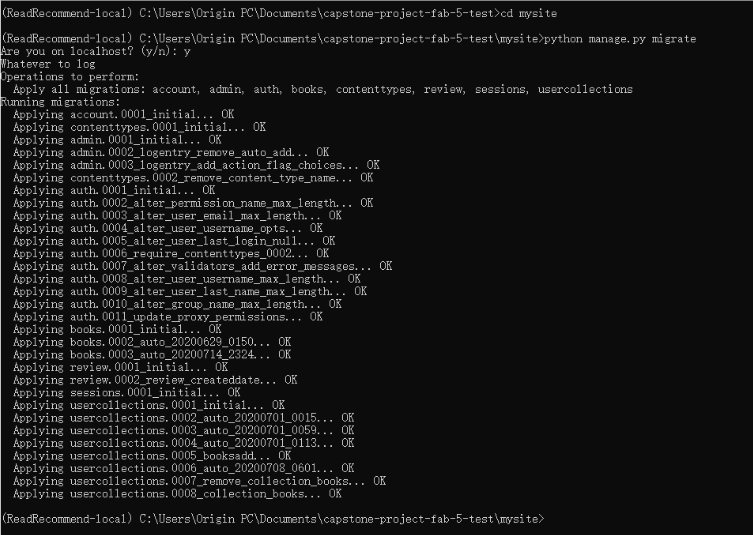 (ReadRecommend-local) C:\Users\Origin PC\Documents\capstone-project-fab-5-test>cd mysite
(ReadRecommend-local) C:\Users\Origin PC\Documents\capstone-project-fab-5-test\mysite>python manage.py migrate
Are you on localhost? (y/n): y
Whatever to log
Operations to perform:
  Apply all migrations: account, admin, auth, books, contenttypes, review, sessions, usercollections
Running migrations:
  Applying account.0001_initial... OK
  Applying contenttypes.0001_initial... OK
  Applying admin.0001_initial... OK
  Applying admin.0002_logentry_remove_auto_add... OK
  Applying admin.0003_logentry_add_action_flag_choices... OK
  Applying contenttypes.0002_remove_content_type_name... OK
  Applying auth.0001_initial... OK
  Applying auth.0002_alter_permission_name_max_length... OK
  Applying auth.0003_alter_user_email_max_length... OK
  Applying auth.0004_alter_user_username_opts... OK
  Applying auth.0005_alter_user_last_login_null... OK
  Applying auth.0006_require_contenttypes_0002... OK
  Applying auth.0007_alter_validators_add_error_messages... OK
  Applying auth.0008_alter_user_username_max_length... OK
  Applying auth.0009_alter_user_last_name_max_length... OK
  Applying auth.0010_alter_group_name_max_length... OK
  Applying auth.0011_update_proxy_permissions... OK
  Applying books.0001_initial... OK
  Applying books.0002_auto_20200629_0150... OK
  Applying books.0003_auto_20200714_2324... OK
  Applying review.0001_initial... OK
  Applying review.0002_review_createddate... OK
  Applying sessions.0001_initial... OK
  Applying usercollections.0001_initial... OK
  Applying usercollections.0002_auto_20200701_0015... OK
  Applying usercollections.0003_auto_20200701_0059... OK
  Applying usercollections.0004_auto_20200701_0113... OK
  Applying usercollections.0005_booksadd... OK
  Applying usercollections.0006_auto_20200708_0601... OK
  Applying usercollections.0007_remove_collection_books... OK
  Applying usercollections.0008_collection_books... OK
(ReadRecommend-local) C:\Users\Origin PC\Documents\capstone-project-fab-5-test\mysite>